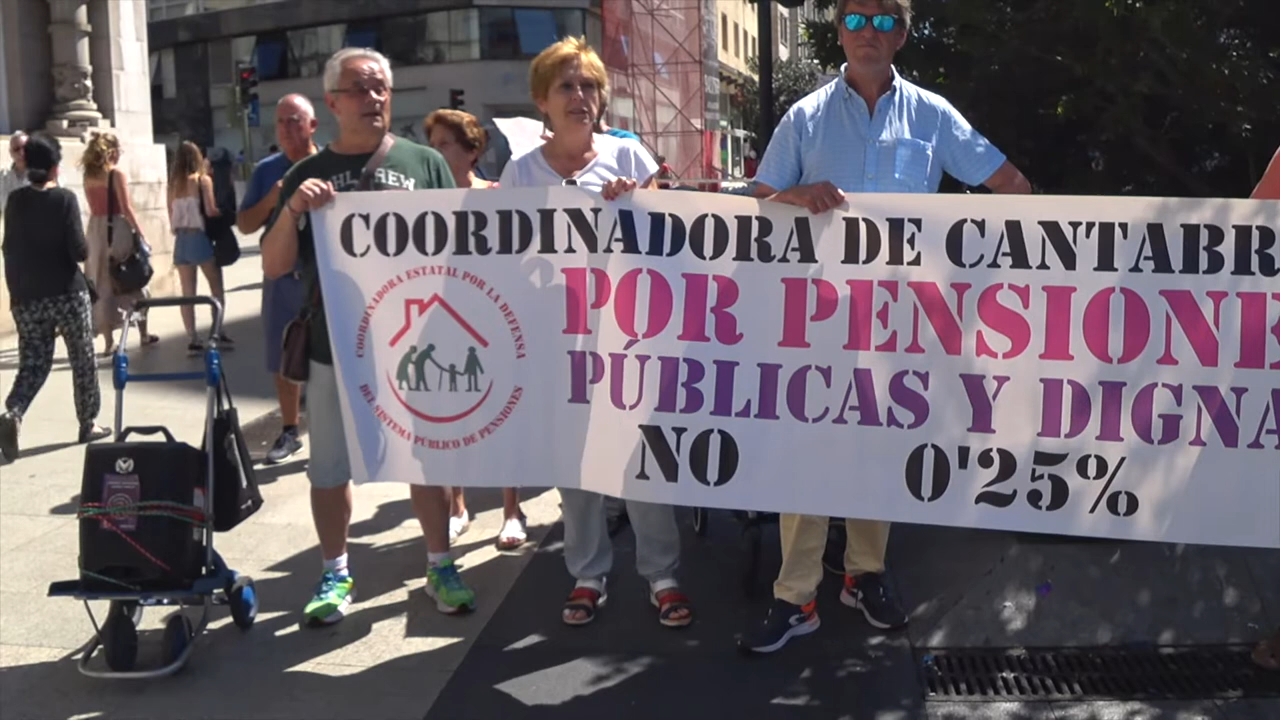 COORDINADORA DE CANTABR
POR PENSIONE
PÚBLICAS Y DIGNA
NO 0'25%
COORDINADORA ESTATAL POR LA DEFENSA
DEL SISTEMA PÚBLICO DE PENSIONES